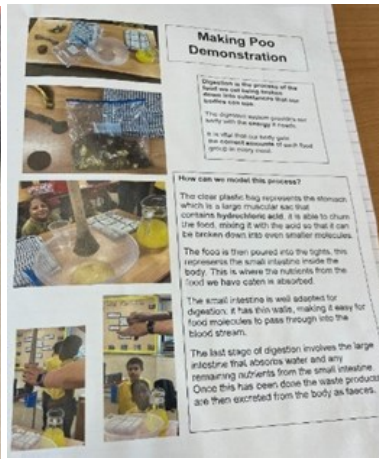 Making Poo
Demonstration
Digestion is the process of the
food we eat being broken
down into substances that our
bodies can use.
The digestive system provides our
body with the energy it needs.
It is vital that our body gets
the correct amounts of each food
group in every meal.
How can we model this process?
The clear plastic bag represents the stomach
which is a large muscular sac that
contains hydrochloric acid. It is able to churn
the food, mixing it with the acid so that it can
be broken down into even smaller molecules.
The food is then poured into the tights, this
represents the small intestine inside the
body. This is where the nutrients from the
food we have eaten is absorbed.
The small intestine is well adapted for
digestion: it has thin walls, making it easy for
food molecules to pass through into the
blood stream.
The last stage of digestion involves the large
intestine that absorbs water and any
remaining nutrients from the small intestine.
Once this has been done the waste products
are then excreted from the body as faeces.